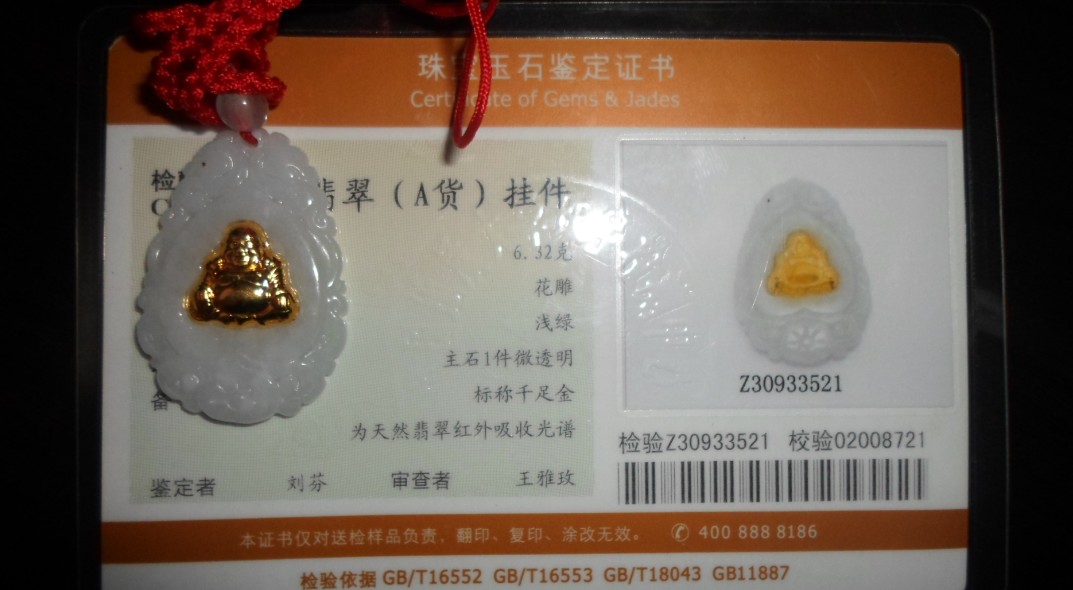 珠宝玉石鉴定证书
Certificate of Gems & Jades
检
翡翠（A货）挂件
6.32克
花雕
浅绿
主石1件微透明
标称千足金
备
为天然翡翠红外吸收光谱
鉴定者 刘芬 审查者 王雅玫
Z30933521
检验Z30933521 校验02008721
本证书仅对送检样品负责，翻印、复印、涂改无效。 ✆ 400 888 8186
检验依据 GB/T16552 GB/T16553 GB/T18043 GB11887